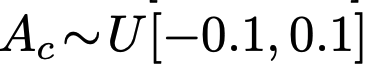 A_c ~ U[-0.1, 0.1]